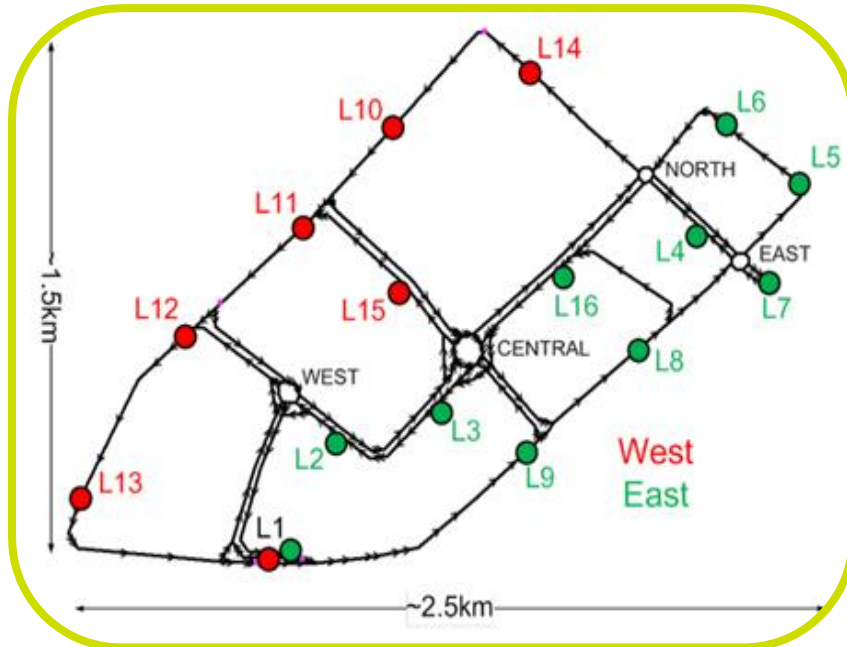 L14
L6
L10
L5
NORTH
L11
L4
EAST
~1.5km
L15
L16
L7
L12
CENTRAL
WEST
L8
L3
L2
L9
West
East
L13
L1
~2.5km